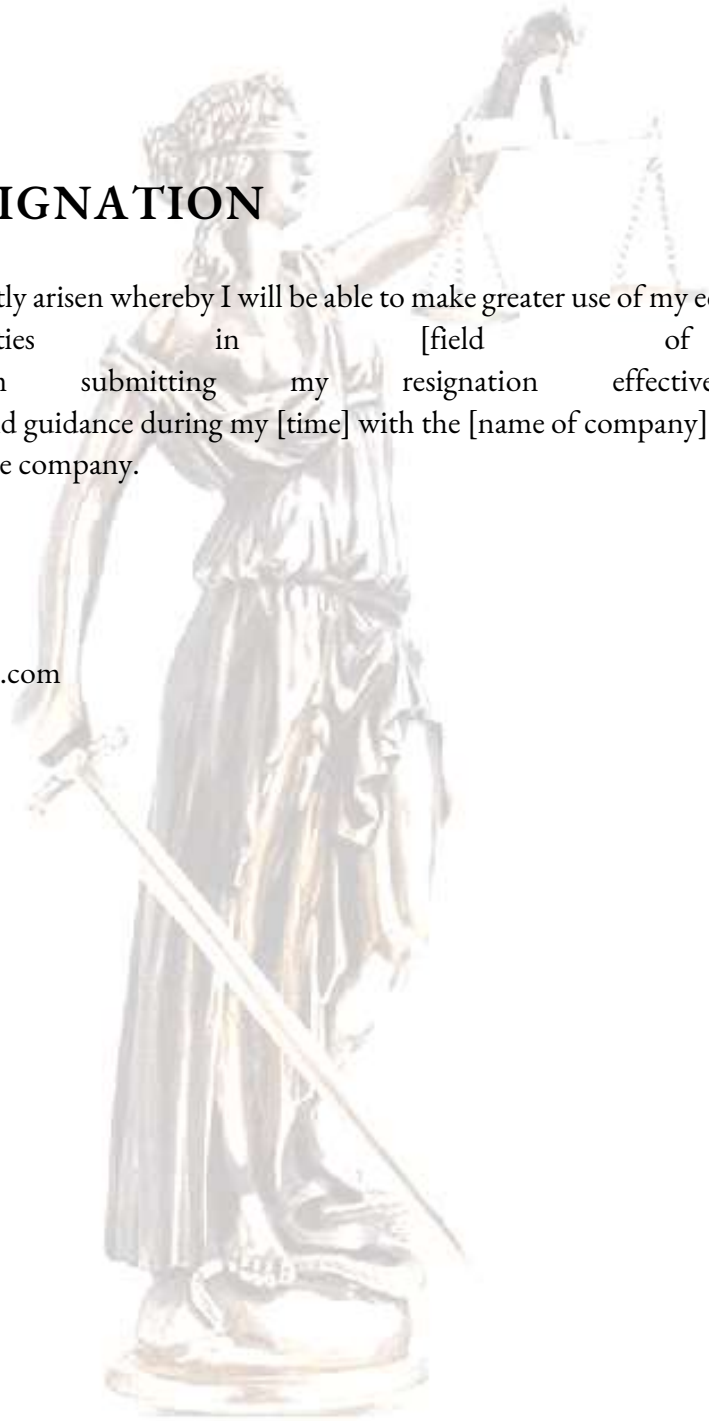 IGNATION
tly arisen whereby I will be able to make greater use of my e
ties in [field of
submitting my resignation effective
d guidance during my [time] with the [name of company]
e company.
.com